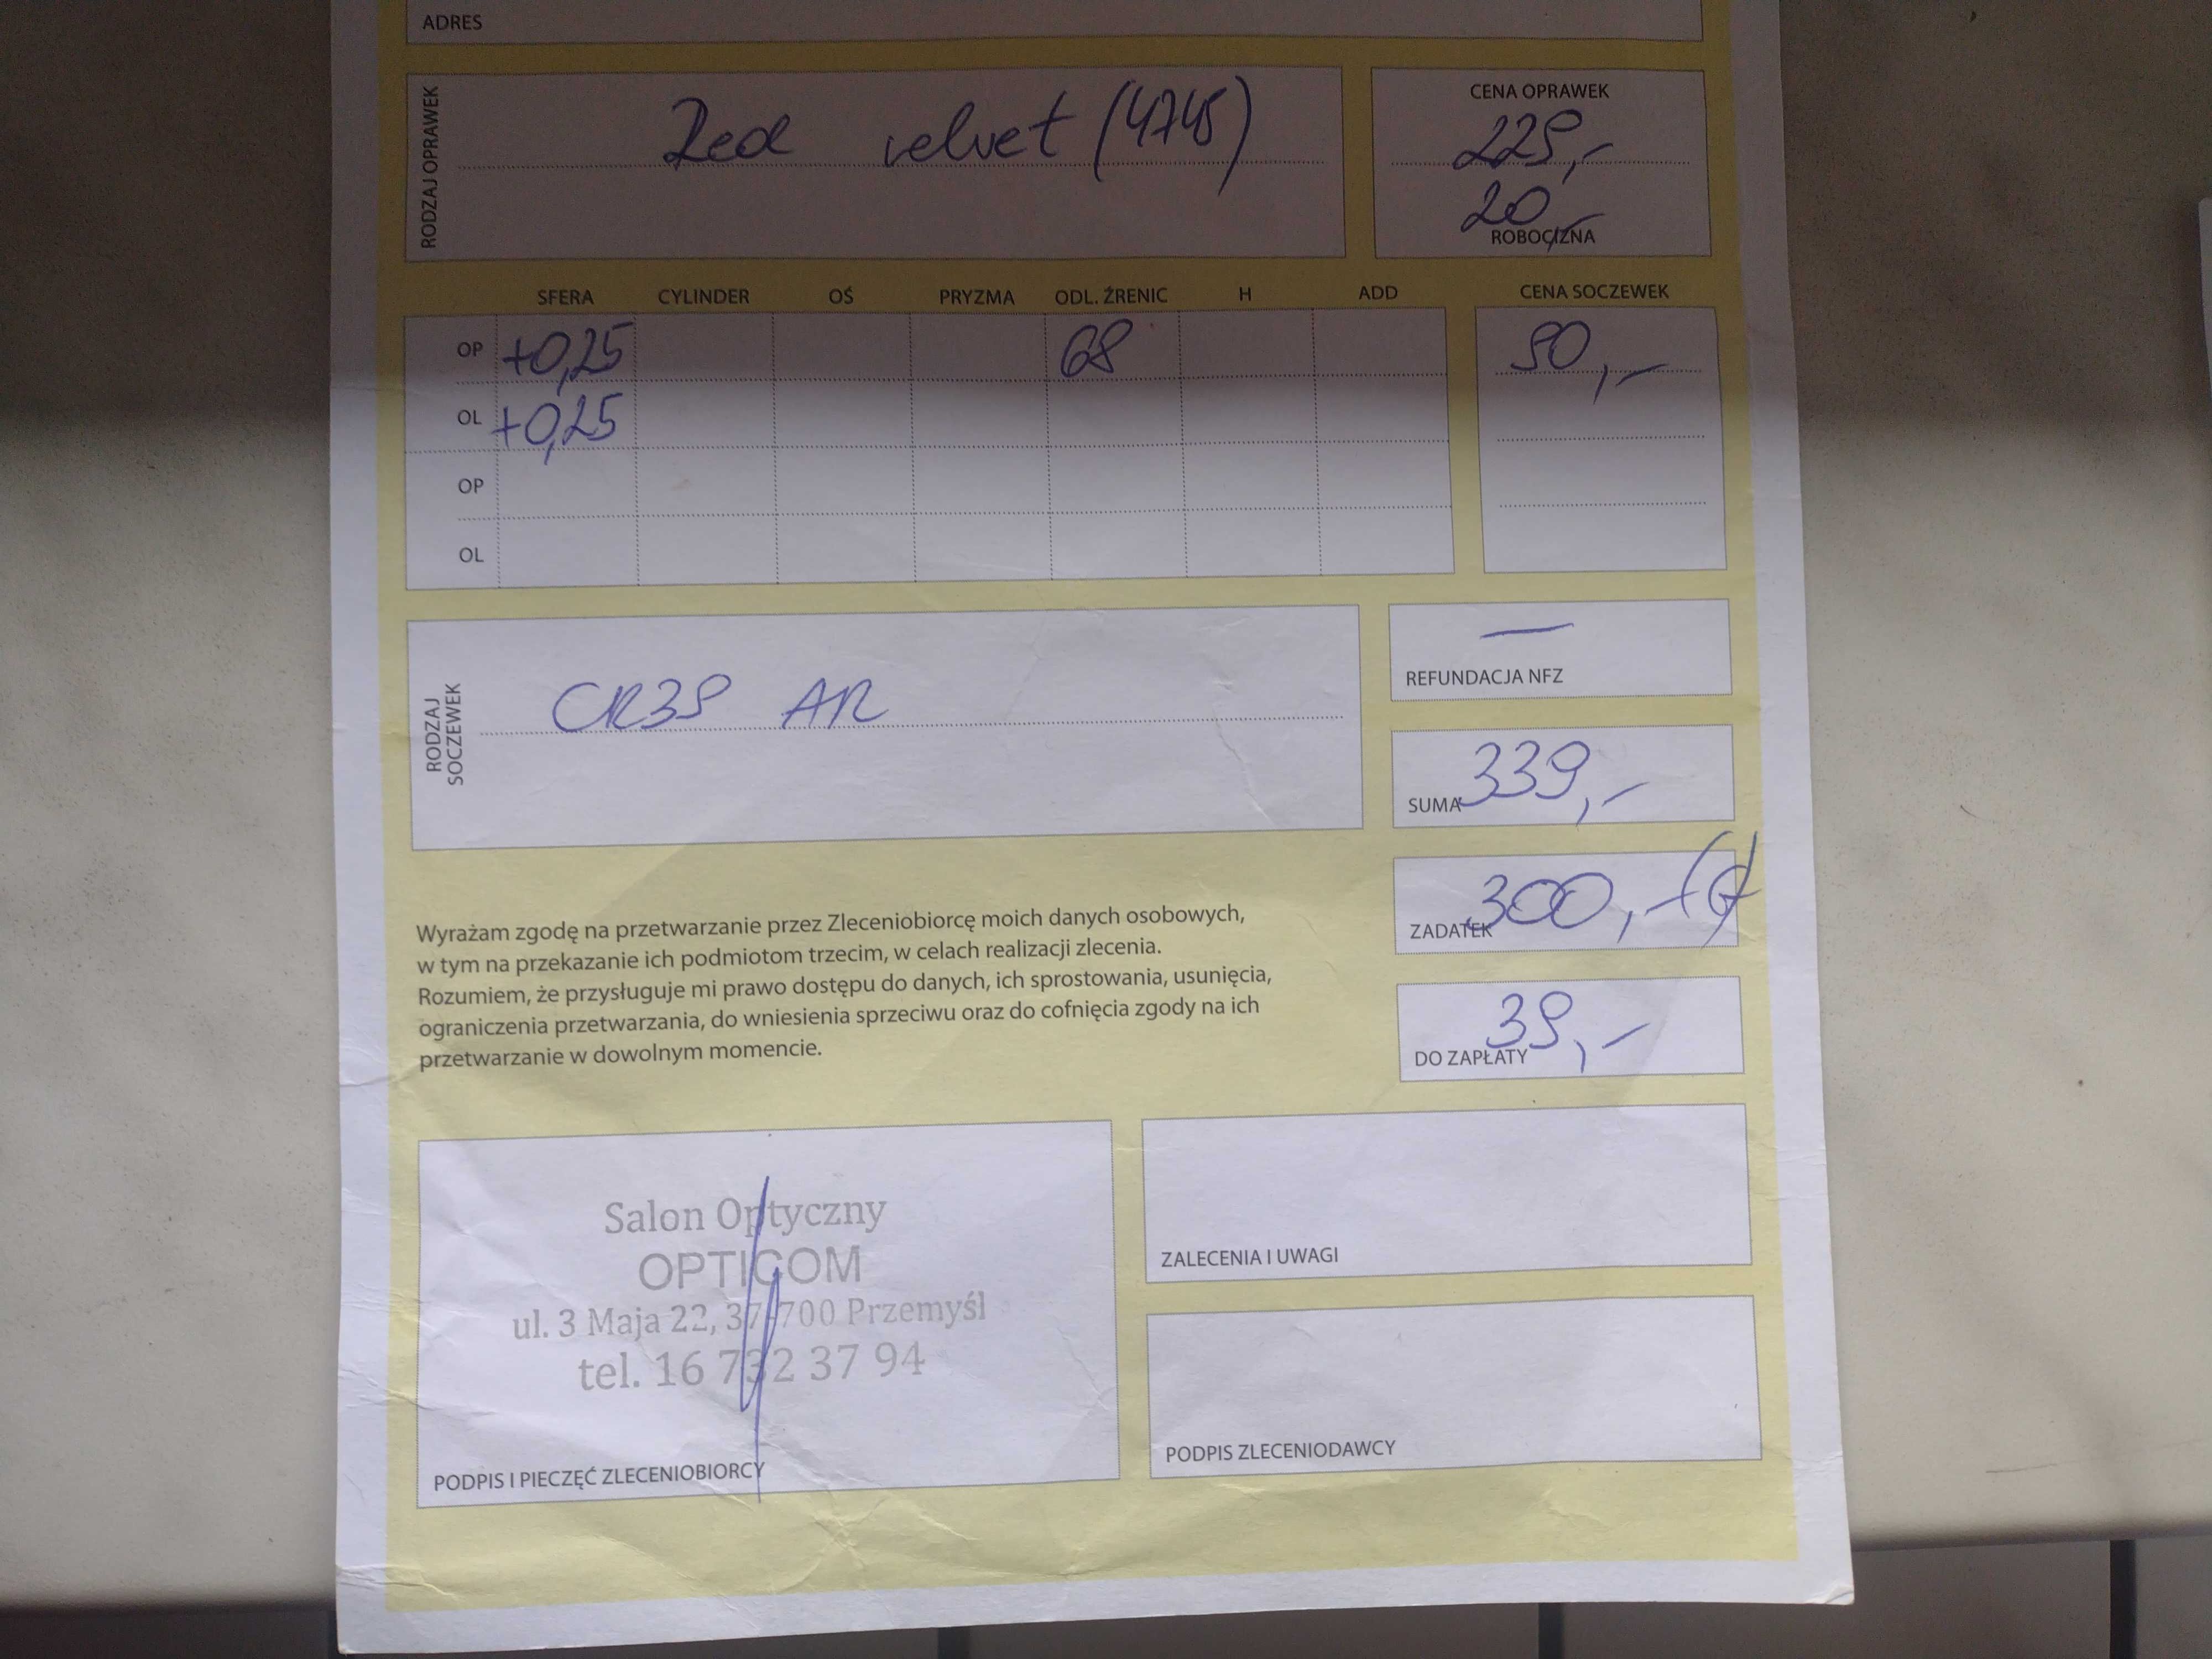 ADRES
RODZAJ OPRAWEK
Red velvet (4745)
CENA OPRAWEK
229,-
20,-
ROBOCIZNA
SFERA CYLINDER OŚ PRYZMA ODL. ŹRENIC H ADD CENA SOCZEWEK
OP +0,25 68 90,-
OL +0,25
OP
OL
RODZAJ
SOCZEWEK
CR39 AR
—
REFUNDACJA NFZ
SUMA 339,-
ZADATEK 300,-
DO ZAPŁATY 39,-
Wyrażam zgodę na przetwarzanie przez Zleceniobiorcę moich danych osobowych,
w tym na przekazanie ich podmiotom trzecim, w celach realizacji zlecenia.
Rozumiem, że przysługuje mi prawo dostępu do danych, ich sprostowania, usunięcia,
ograniczenia przetwarzania, do wniesienia sprzeciwu oraz do cofnięcia zgody na ich
przetwarzanie w dowolnym momencie.
Salon Optyczny
OPTICOM
ul. 3 Maja 22, 37-700 Przemyśl
tel. 16 732 37 94
PODPIS I PIECZĘĆ ZLECENIOBIORCY
ZALECENIA I UWAGI
PODPIS ZLECENIODAWCY